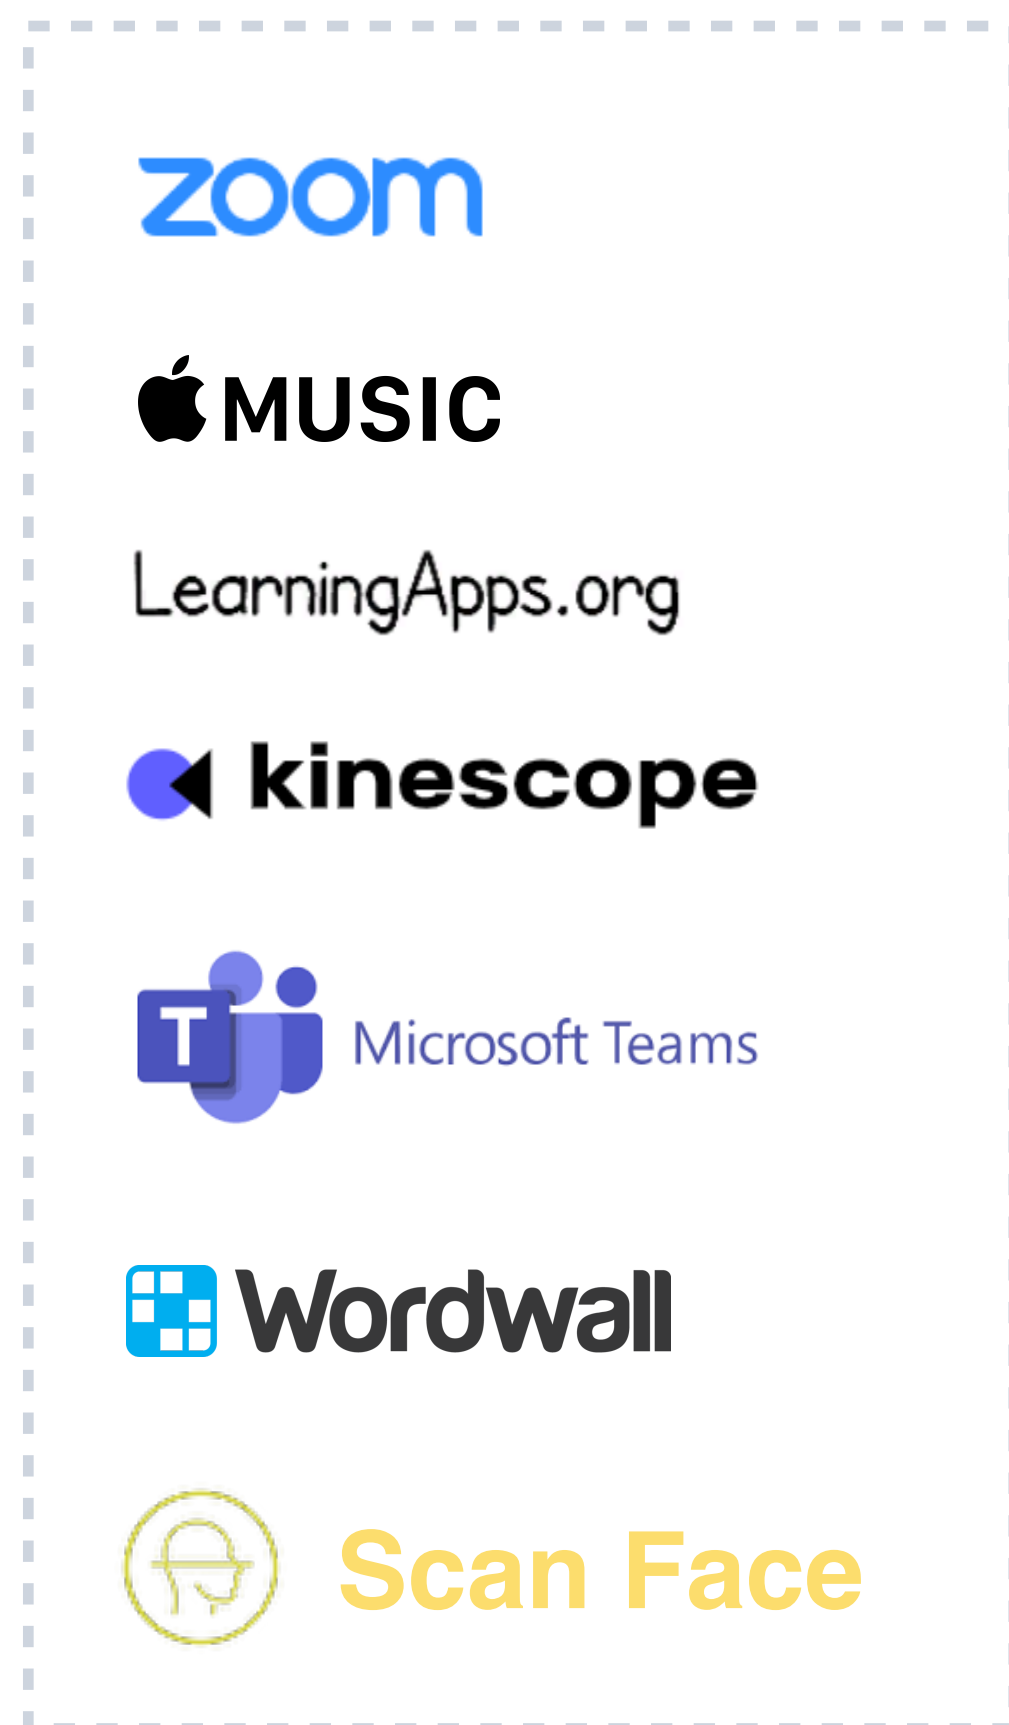 zoom
MUSIC
LearningApps.org
kinescope
T Microsoft Teams
Wordwall
Scan Face